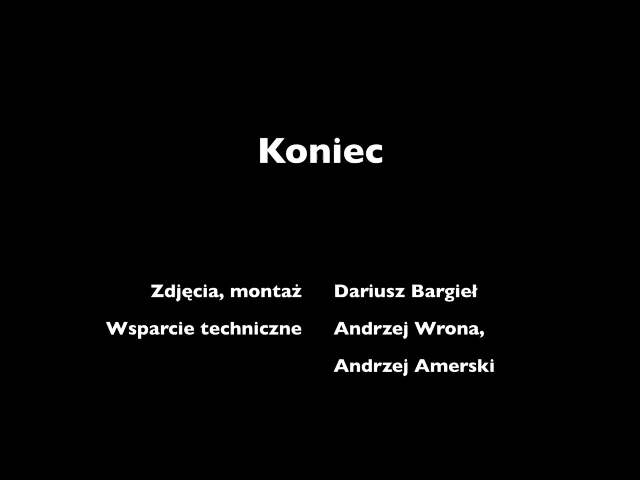 Koniec
Zdjęcia, montaż Dariusz Bargieł
Wsparcie techniczne Andrzej Wrona,
Andrzej Amerski